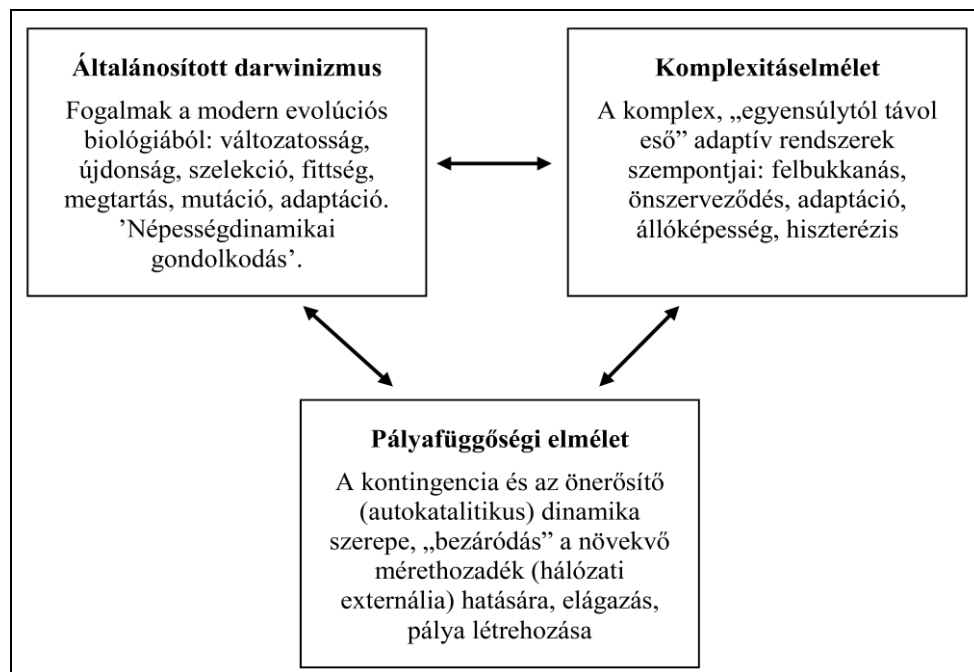 Általánosított darwinizmus
Fogalmak a modern evolúciós
biológiából: változatosság,
újdonság, szelekció, fittség,
megtartás, mutáció, adaptáció.
’Népességdinamikai
gondolkodás’.
Komplexitáselmélet
A komplex, „egyensúlytól távol
eső” adaptív rendszerek
szempontjai: felbukkanás,
önszerveződés, adaptáció,
állóképesség, hiszterézis
Pályafüggőségi elmélet
A kontingencia és az önerősítő
(autokatalitikus) dinamika
szerepe, „bezáródás” a növekvő
mérethozadék (hálózati
externália) hatására, elágazás,
pálya létrehozása